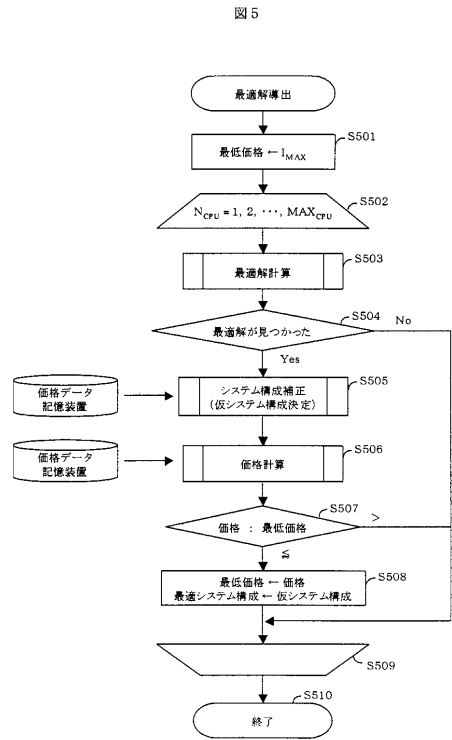 図5
最適解導出
S501
最低価格 ← I_MAX
S502
N_CPU = 1, 2, ･･･, MAX_CPU
S503
最適解計算
S504
最適解が見つかった
No
Yes
価格データ
記憶装置
S505
システム構成補正
(仮システム構成決定)
価格データ
記憶装置
S506
価格計算
S507
価格 : 最低価格
>
≦
S508
最低価格 ← 価格
最適システム構成 ← 仮システム構成
S509
S510
終了